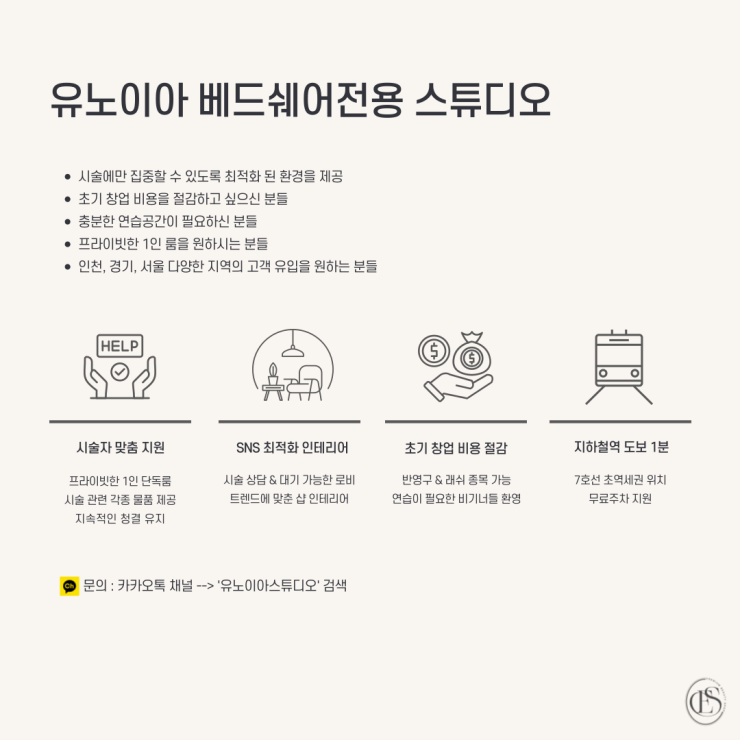 유노이아 베드쉐어전용 스튜디오
• 시술에만 집중할 수 있도록 최적화 된 환경을 제공
• 초기 창업 비용을 절감하고 싶으신 분들
• 충분한 연습공간이 필요하신 분들
• 프라이빗한 1인 룸을 원하시는 분들
• 인천, 경기, 서울 다양한 지역의 고객 유입을 원하는 분들
HELP
시술자 맞춤 지원
프라이빗한 1인 단독룸
시술 관련 각종 물품 제공
지속적인 청결 유지
SNS 최적화 인테리어
시술 상담 & 대기 가능한 로비
트렌드에 맞춘 샵 인테리어
초기 창업 비용 절감
반영구 & 래쉬 종목 가능
연습이 필요한 비기너들 환영
지하철역 도보 1분
7호선 초역세권 위치
무료주차 지원
Ch 문의 : 카카오톡 채널 --> '유노이아스튜디오' 검색